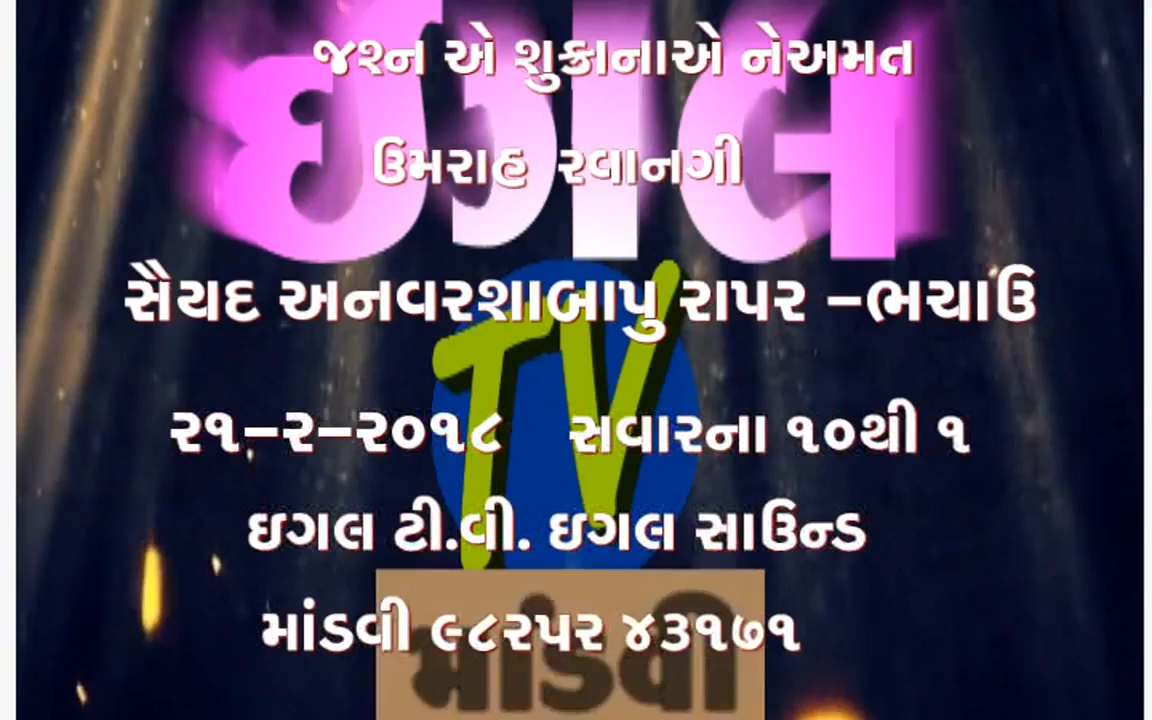 ઇગલ
જશ્ન એ શુક્રાનાએ નેઅમત
ઉમરાહ રવાનગી
સૈયદ અનવરશાબાપુ રાપર –ભચાઉ
TV
૨૧–૨–૨૦૧૮ સવારના ૧૦થી ૧
ઇગલ ટી.વી. ઇગલ સાઉન્ડ
માંડવી ૯૮૨૫૨ ૪૩૧૭૧
માંડવી